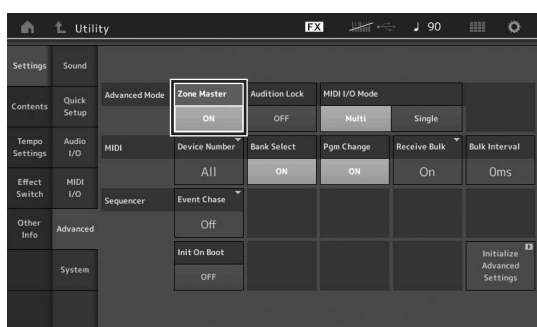 Utility
FX
90
Settings
Sound
Contents
Quick
Setup
Tempo
Settings
Audio
I/O
Effect
Switch
MIDI
I/O
Other
Info
Advanced
System
Advanced Mode
Zone Master
ON
Audition Lock
OFF
MIDI I/O Mode
Multi
Single
MIDI
Device Number
All
Bank Select
ON
Pgm Change
ON
Receive Bulk
On
Bulk Interval
0ms
Sequencer
Event Chase
Off
Init On Boot
OFF
Initialize
Advanced
Settings